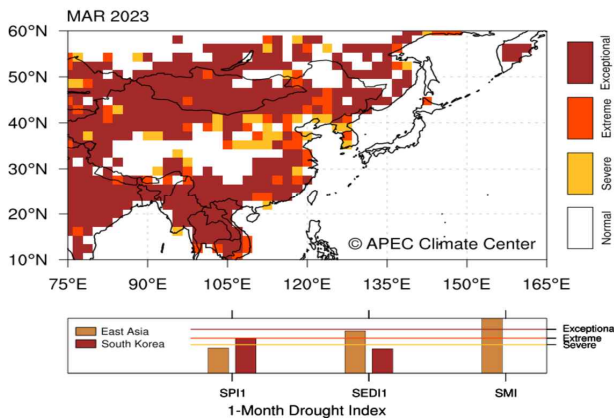 MAR 2023
60°N
50°N
40°N
30°N
20°N
10°N
© APEC Climate Center
75°E 90°E 105°E 120°E 135°E 150°E 165°E
Exceptional
Extreme
Severe
Normal
East Asia
South Korea
Exceptional
Extreme
Severe
SPI1 SEDI1 SMI
1-Month Drought Index